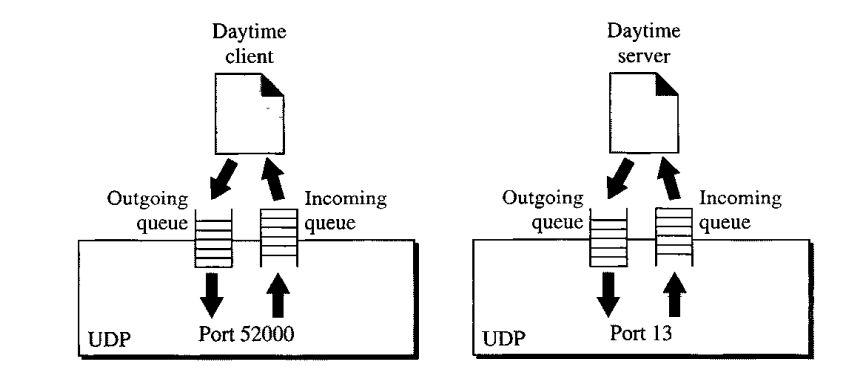 Daytime
client
Outgoing
queue
Incoming
queue
UDP
Port 52000
Daytime
server
Outgoing
queue
Incoming
queue
UDP
Port 13